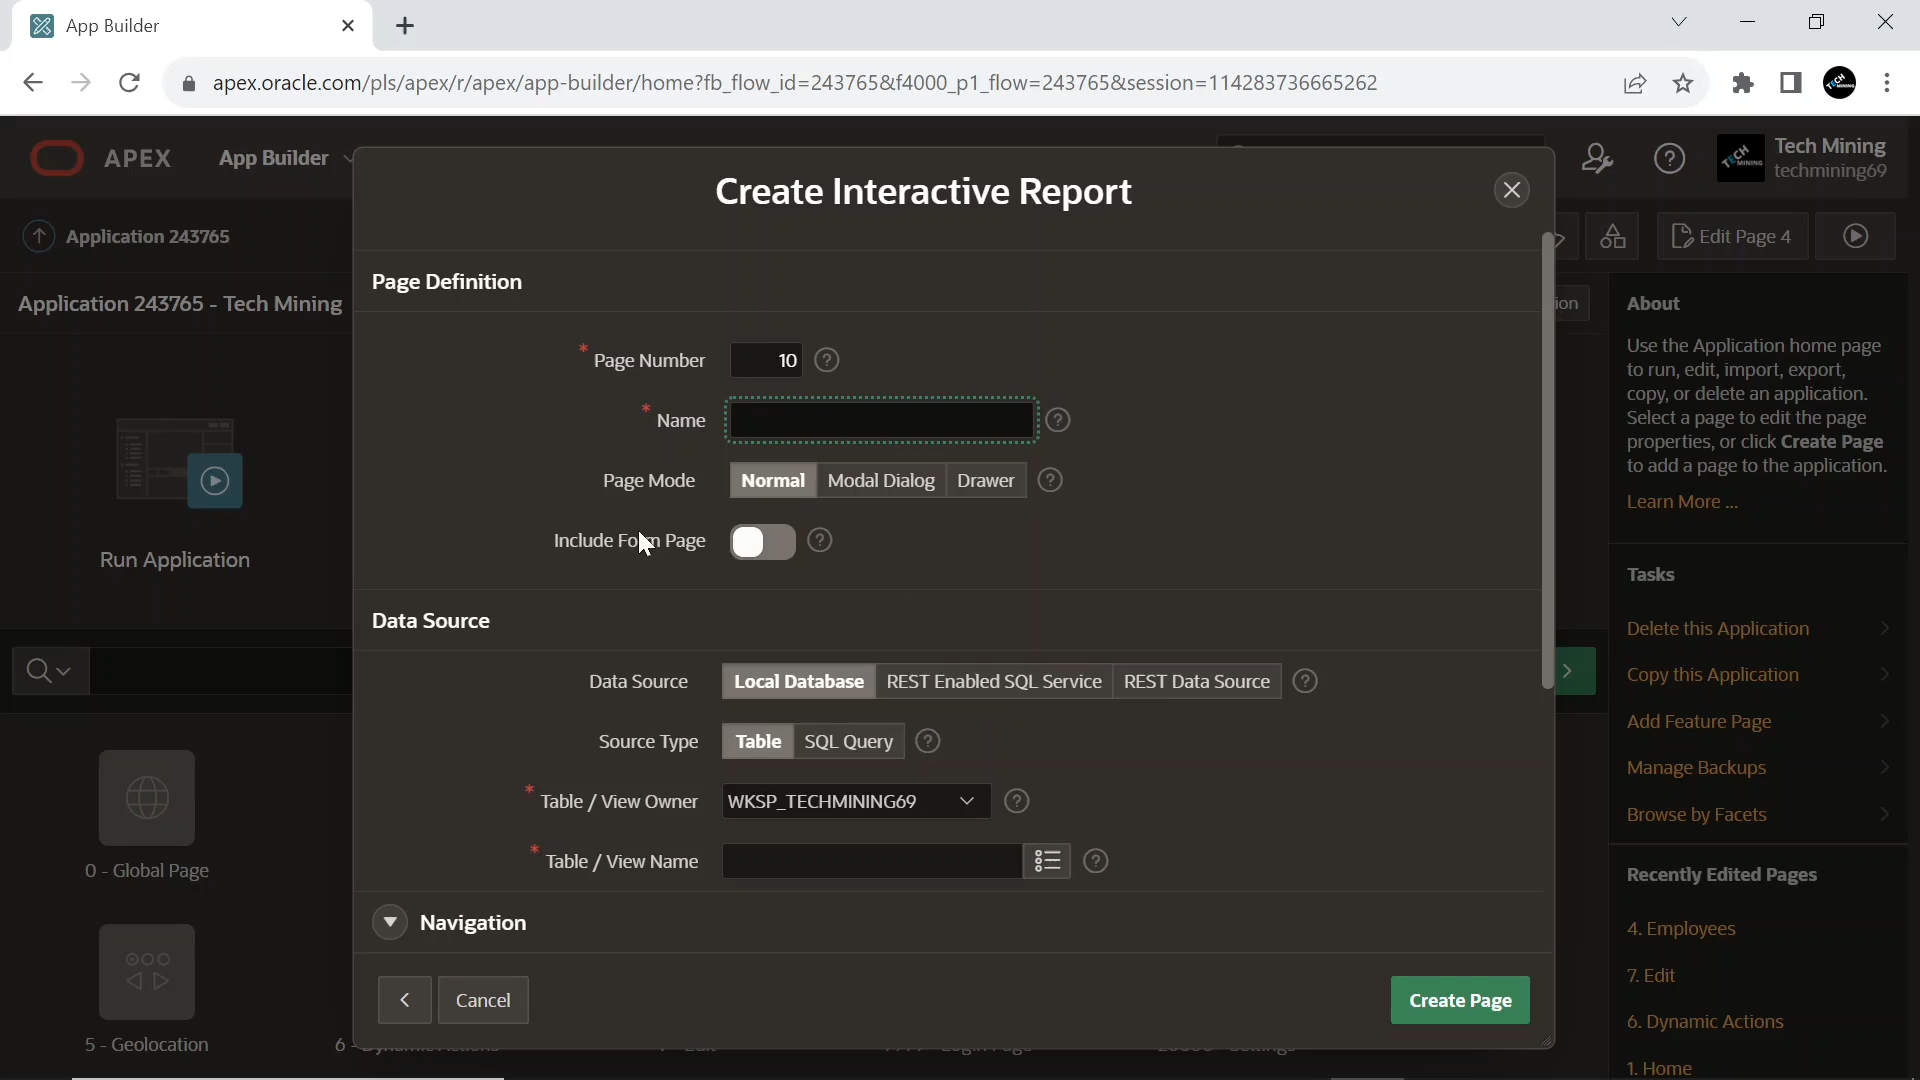 App Builder
apex.oracle.com/pls/apex/r/apex/app-builder/home?fb_flow_id=243765&f4000_p1_flow=243765&session=114283736665262
APEX
App Builder
Tech Mining
techmining69
Create Interactive Report
Application 243765
Edit Page 4
Application 243765 - Tech Mining
Page Definition
ion
About
Use the Application home page
to run, edit, import, export,
copy, or delete an application.
Select a page to edit the page
properties, or click Create Page
to add a page to the application.
Learn More ...
* Page Number
10
* Name
Page Mode
Normal
Modal Dialog
Drawer
Include Form Page
Run Application
Tasks
Delete this Application
Copy this Application
Add Feature Page
Manage Backups
Browse by Facets
Data Source
Data Source
Local Database
REST Enabled SQL Service
REST Data Source
Source Type
Table
SQL Query
* Table / View Owner
WKSP_TECHMINING69
* Table / View Name
0 - Global Page
Recently Edited Pages
4. Employees
7. Edit
6. Dynamic Actions
1. Home
Navigation
Cancel
Create Page
5 - Geolocation